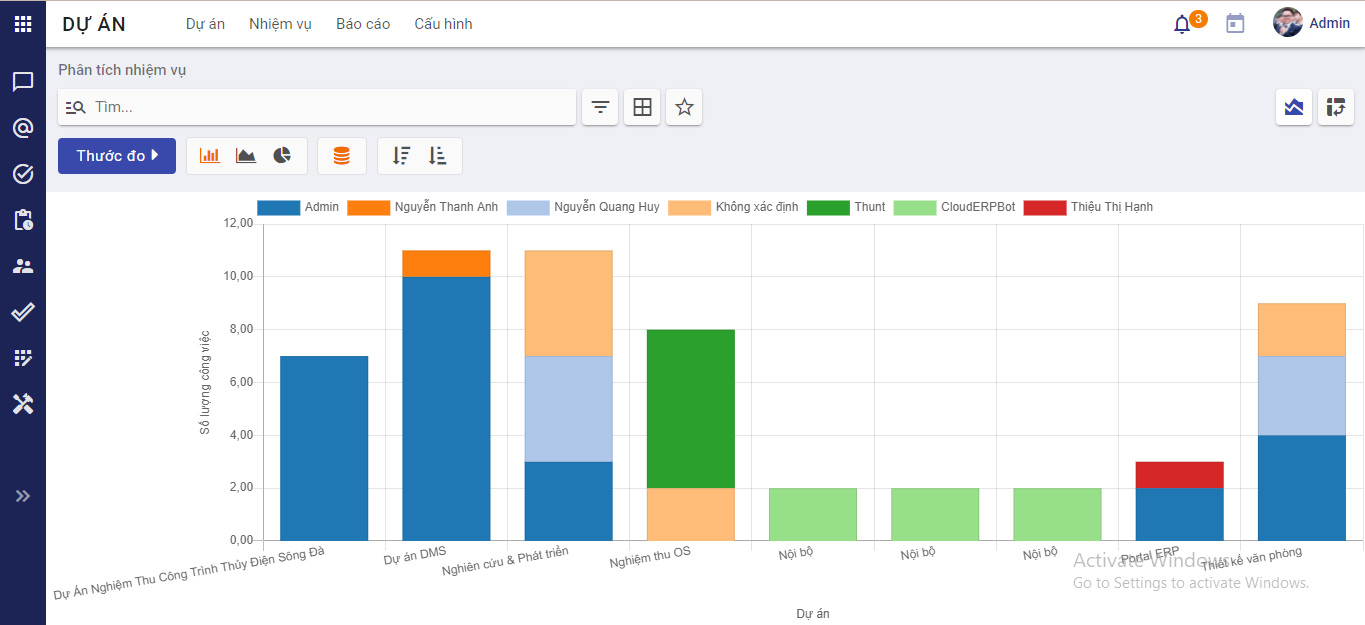 DỰ ÁN Dự án Nhiệm vụ Báo cáo Cấu hình 3 Admin
Phân tích nhiệm vụ
Tìm...
Thước đo
Admin Nguyễn Thanh Anh Nguyễn Quang Huy Không xác định Thunt CloudERPBot Thiệu Thị Hạnh
12,00
10,00
8,00
6,00
4,00
2,00
0,00
Số lượng công việc
Dự Án Nghiệm Thu Công Trình Thủy Điện Sông Đà
Dự án DMS
Nghiên cứu & Phát triển
Nghiệm thu OS
Nội bộ
Nội bộ
Nội bộ
Portal ERP
Thiết kế văn phòng
Dự án
Activate Windows
Go to Settings to activate Windows.